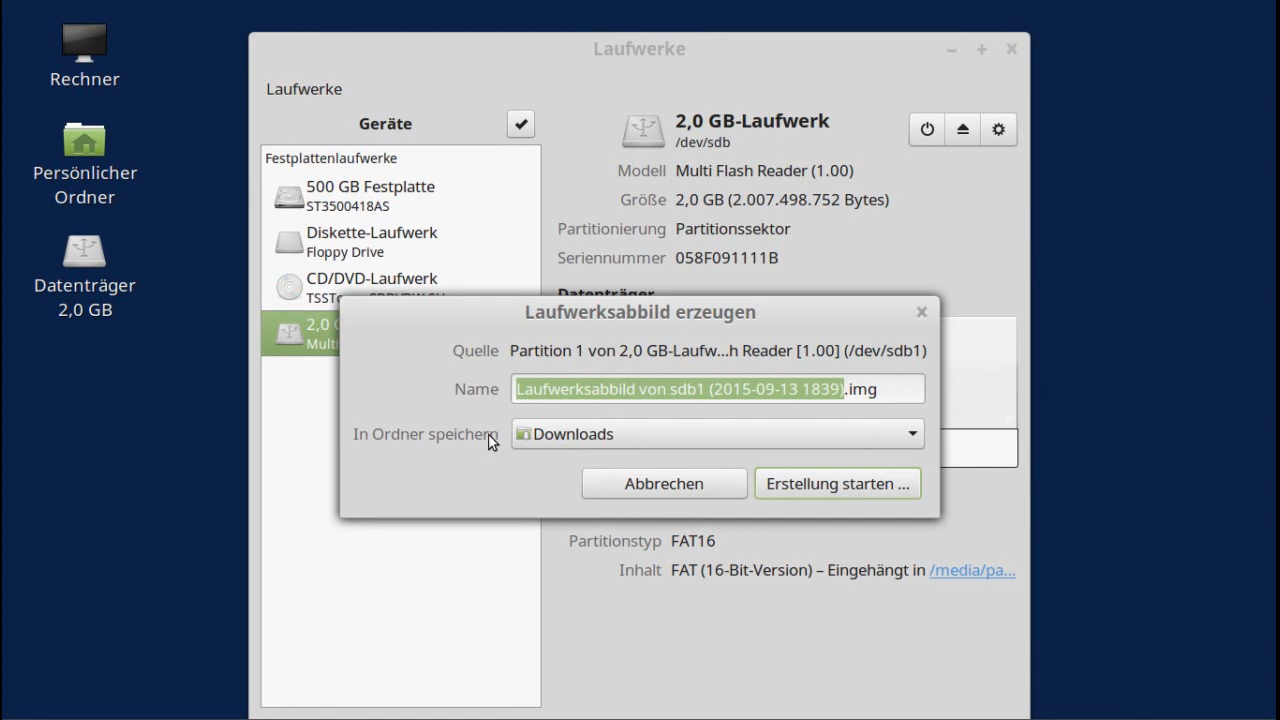 Rechner
Persönlicher
Ordner
Datenträger
2,0 GB
Laufwerke
Laufwerke
Geräte
Festplattenlaufwerke
500 GB Festplatte
ST3500418AS
Diskette-Laufwerk
Floppy Drive
CD/DVD-Laufwerk
2,0 GB-Laufwerk
/dev/sdb
Modell Multi Flash Reader (1.00)
Größe 2,0 GB (2.007.498.752 Bytes)
Partitionierung Partitionssektor
Seriennummer 058F091111B
Datenträger
Laufwerksabbild erzeugen
Quelle Partition 1 von 2,0 GB-Laufw…h Reader [1.00] (/dev/sdb1)
Name Laufwerksabbild von sdb1 (2015-09-13 1839).img
In Ordner speichern Downloads
Abbrechen Erstellung starten ...
Partitionstyp FAT16
Inhalt FAT (16-Bit-Version) – Eingehängt in /media/pa…